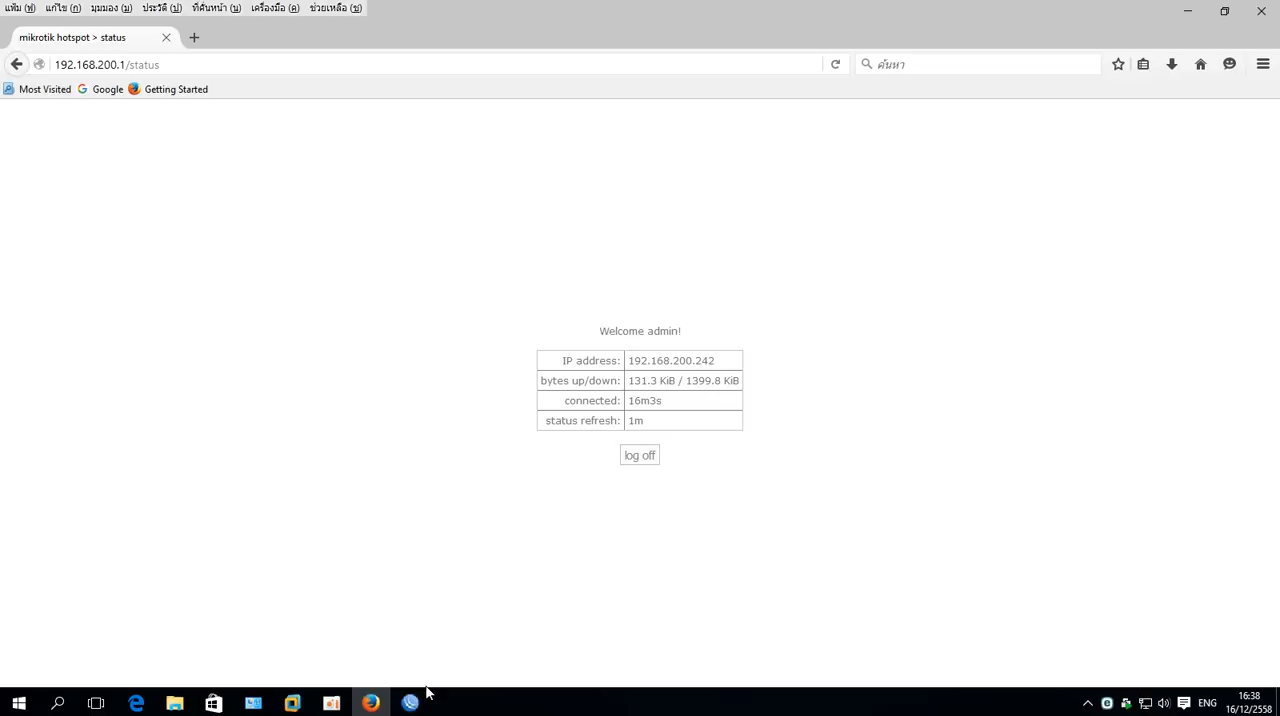 แฟ้ม (ฟ) แก้ไข (ก) มุมมอง (ม) ประวัติ (ป) ที่คั่นหน้า (น) เครื่องมือ (ค) ช่วยเหลือ (ช)
mikrotik hotspot > status
192.168.200.1/status
ค้นหา
Most Visited Google Getting Started
Welcome admin!
IP address: 192.168.200.242
bytes up/down: 131.3 KiB / 1399.8 KiB
connected: 16m3s
status refresh: 1m
log off
ENG
16:38
16/12/2558